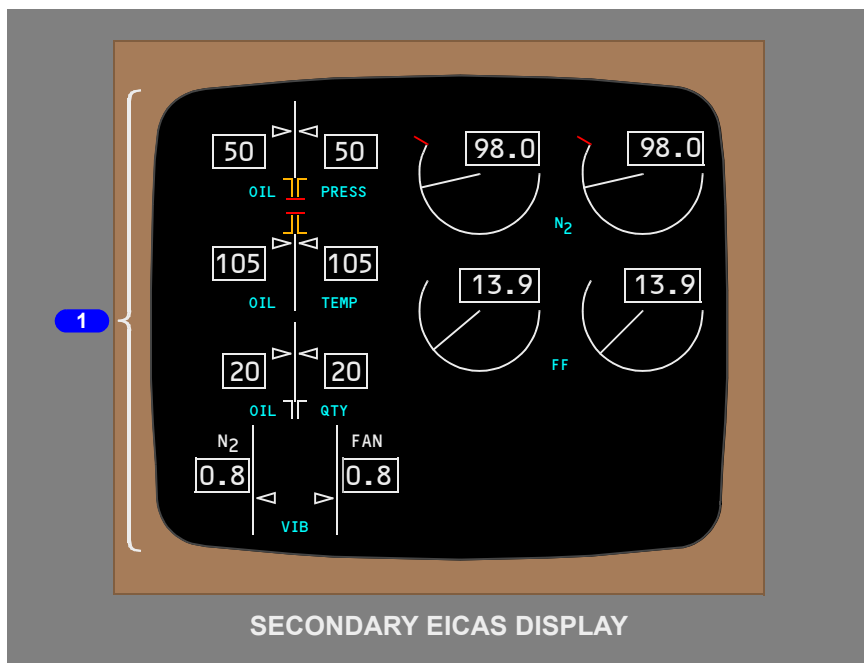 50 50 98.0 98.0
OIL PRESS
N2
105 105
OIL TEMP
13.9 13.9
1
20 20
FF
OIL QTY
N2 FAN
0.8 0.8
VIB
SECONDARY EICAS DISPLAY